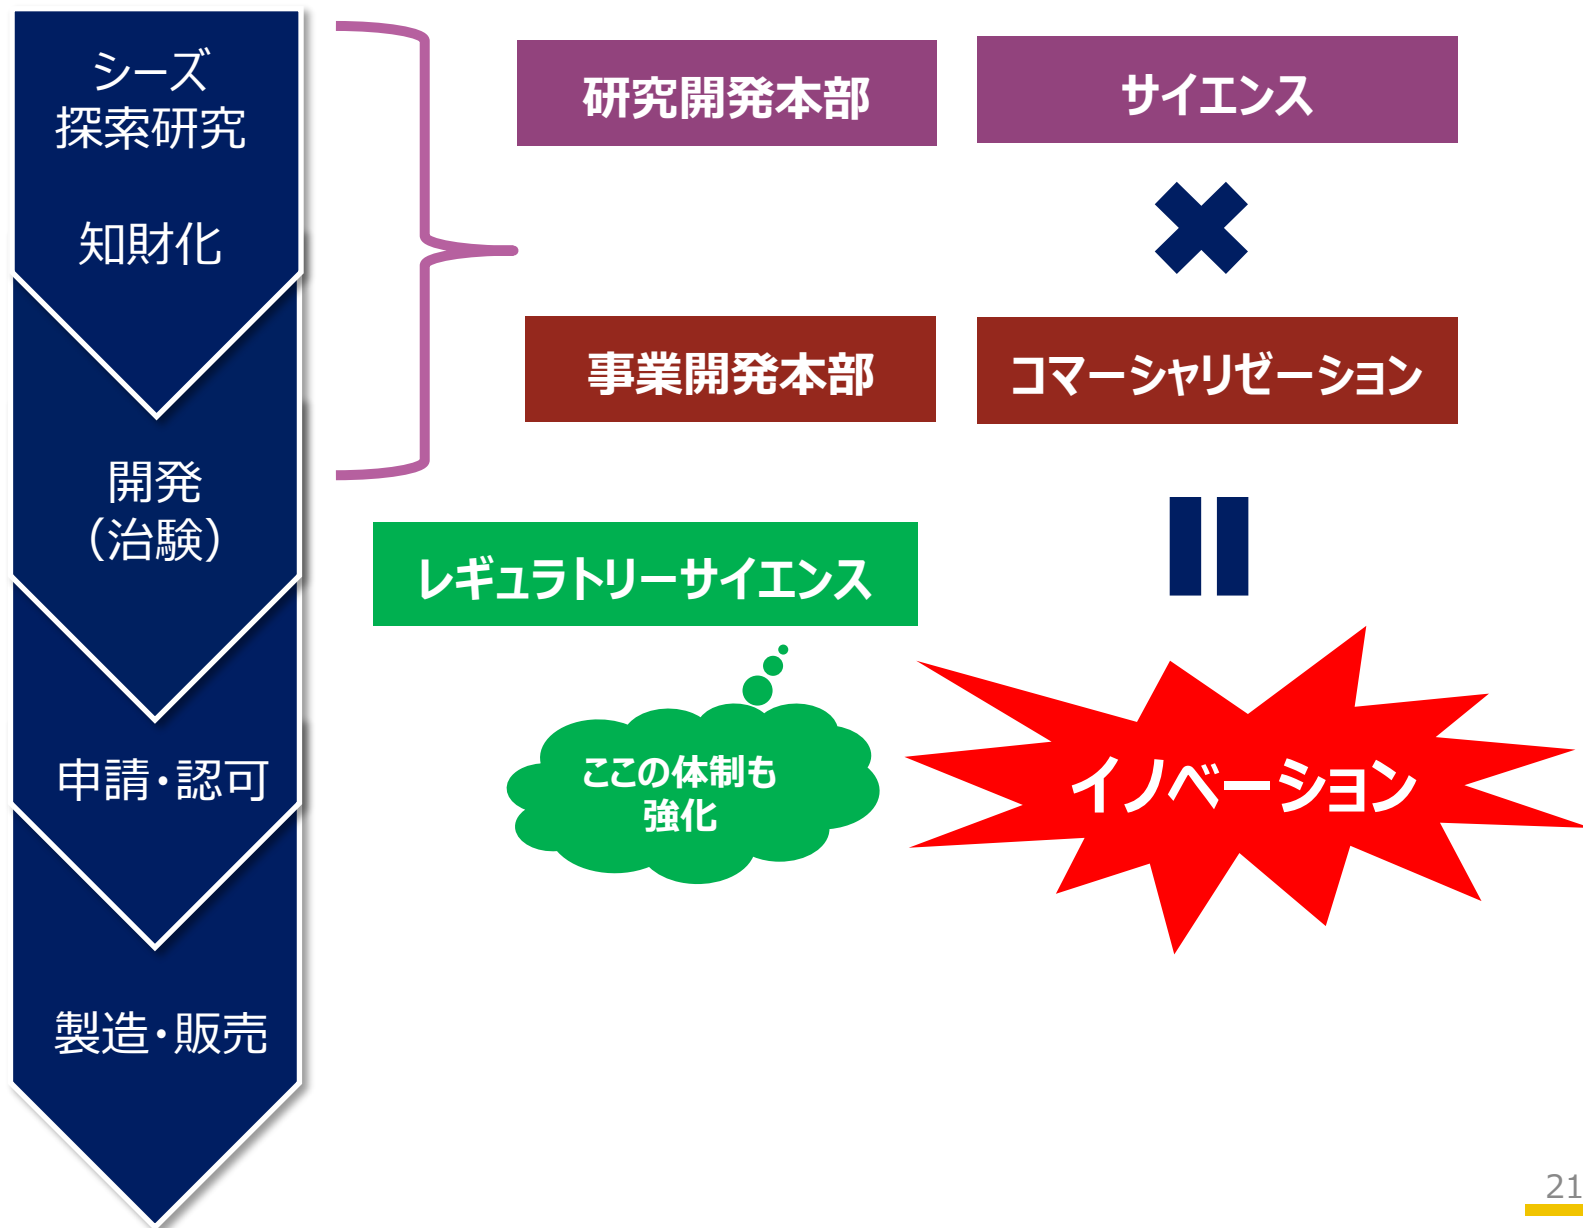 シーズ
探索研究
知財化
開発
（治験）
申請・認可
製造・販売
研究開発本部
サイエンス
事業開発本部
コマーシャリゼーション
レギュラトリーサイエンス
ここの体制も
強化
イノベーション
21